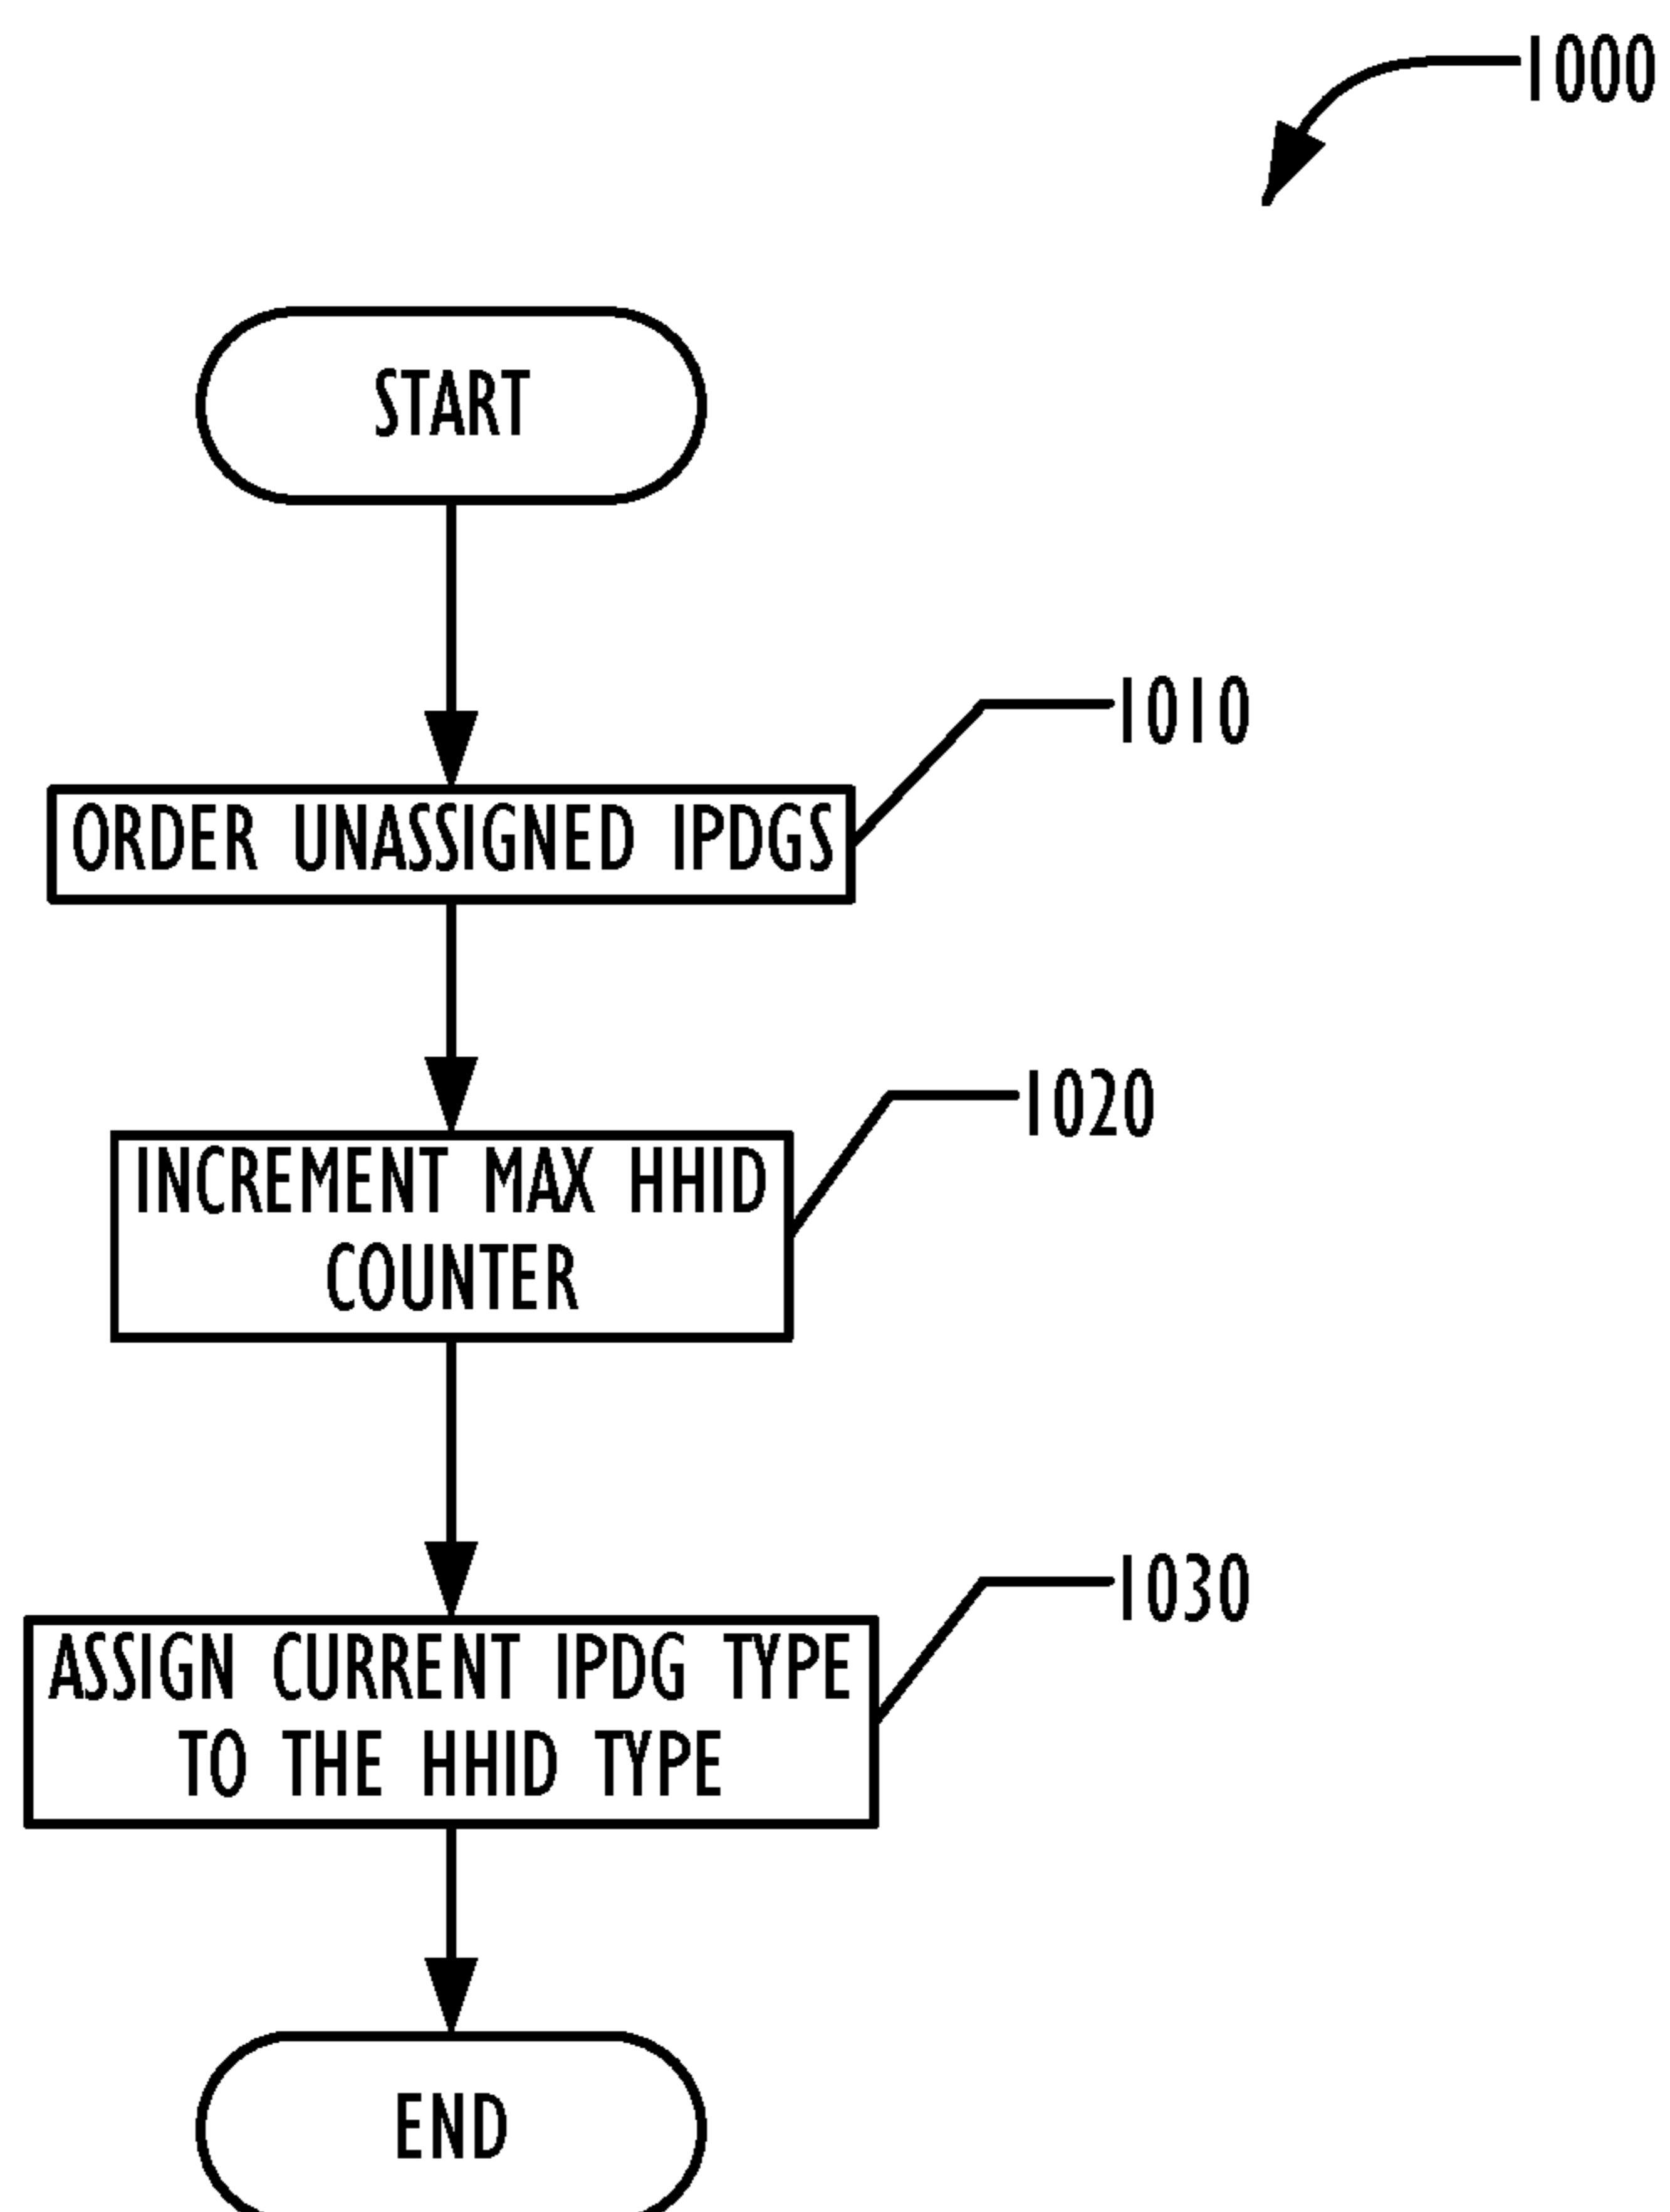 1000
START
1010
ORDER UNASSIGNED IPDGS
1020
INCREMENT MAX HHID
COUNTER
1030
ASSIGN CURRENT IPDG TYPE
TO THE HHID TYPE
END